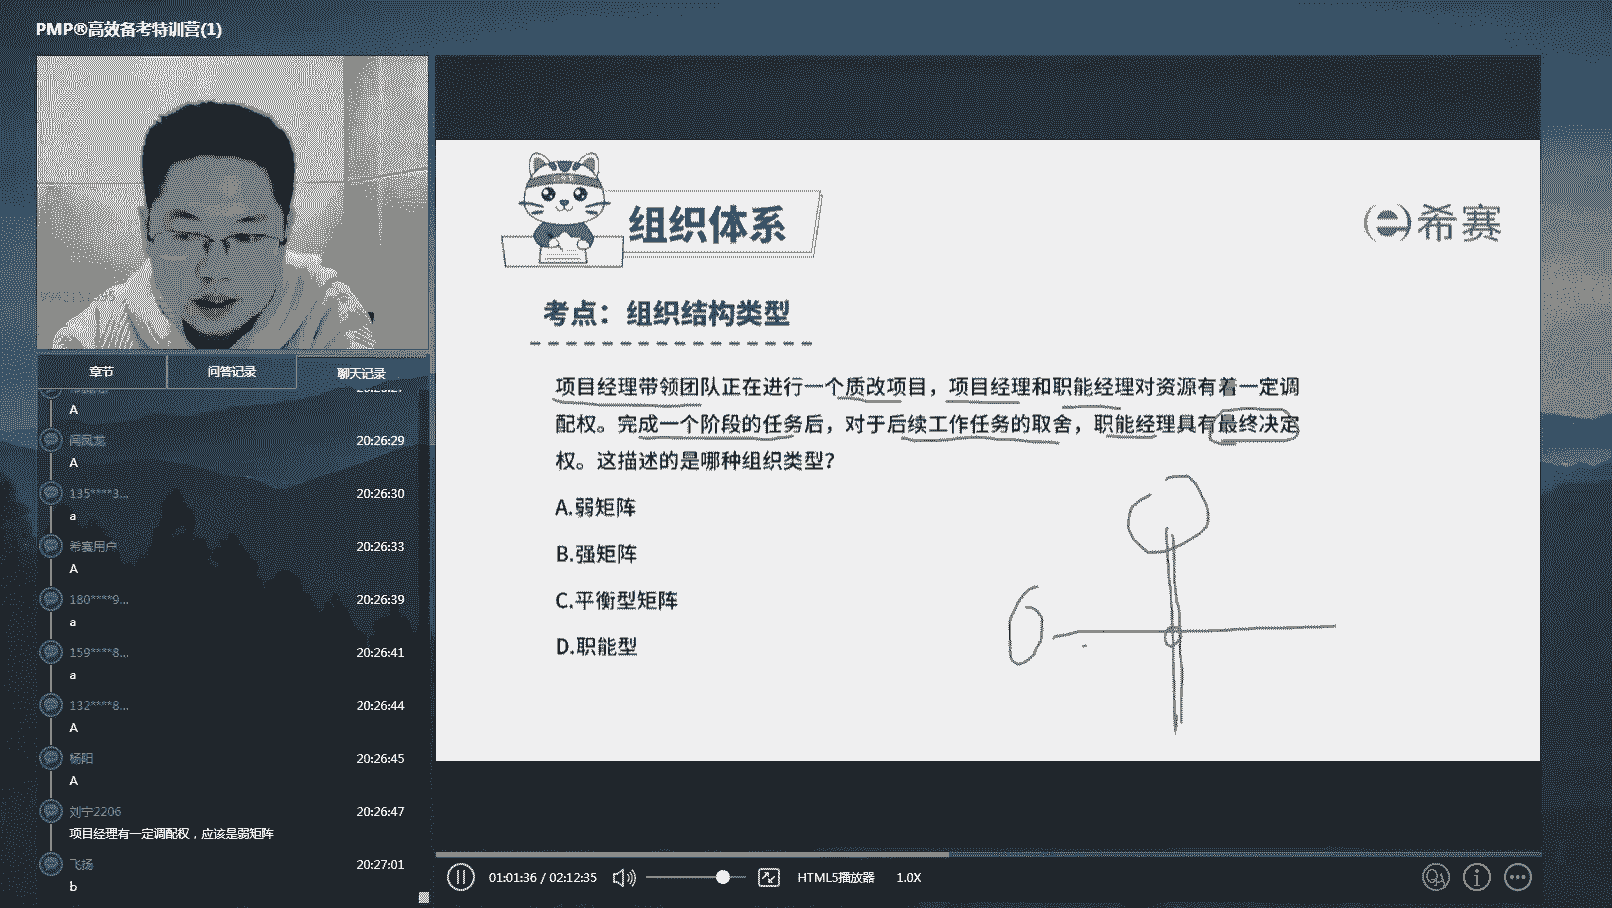 PMP®高效备考特训营(1)
章节
问答记录
聊天记录
A
闫凤龙
20:26:29
A
135****3...
20:26:30
a
希赛用户
20:26:33
A
180****9...
20:26:39
a
159****8...
20:26:41
a
132****8...
20:26:44
A
杨阳
20:26:45
A
刘宁2206
20:26:47
项目经理有一定调配权，应该是弱矩阵
飞扬
20:27:01
b
组织体系
希赛
考点：组织结构类型
项目经理带领团队正在进行一个质改项目，项目经理和职能经理对资源有着一定调
配权。完成一个阶段的任务后，对于后续工作任务的取舍，职能经理具有最终决定
权。这描述的是哪种组织类型？
A.弱矩阵
B.强矩阵
C.平衡型矩阵
D.职能型
01:01:36 / 02:12:35
HTML5播放器
1.0X